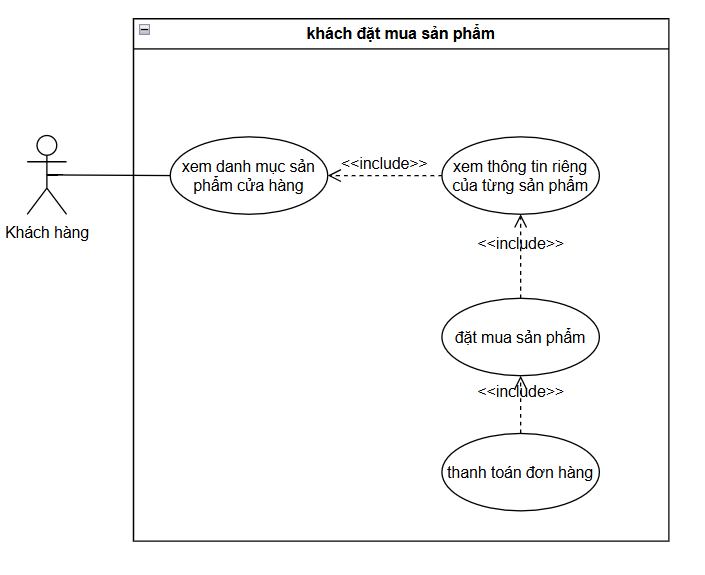 khách đặt mua sản phẩm
xem danh mục sản
phẩm cửa hàng
<<include>>
xem thông tin riêng
của từng sản phẩm
Khách hàng
<<include>>
đặt mua sản phẩm
<<include>>
thanh toán đơn hàng